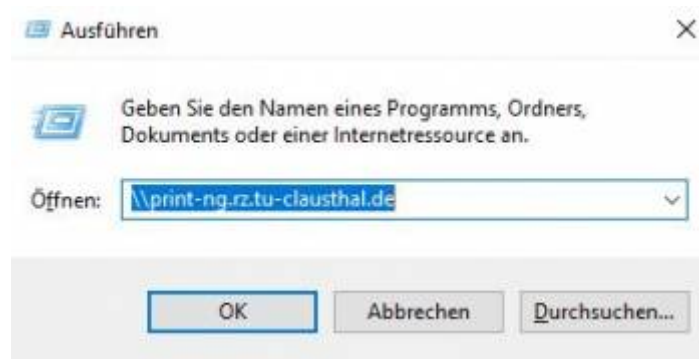 Ausführen
Geben Sie den Namen eines Programms, Ordners,
Dokuments oder einer Internetressource an.
Öffnen: \\print-ng.rz.tu-clausthal.de
OK Abbrechen Durchsuchen...